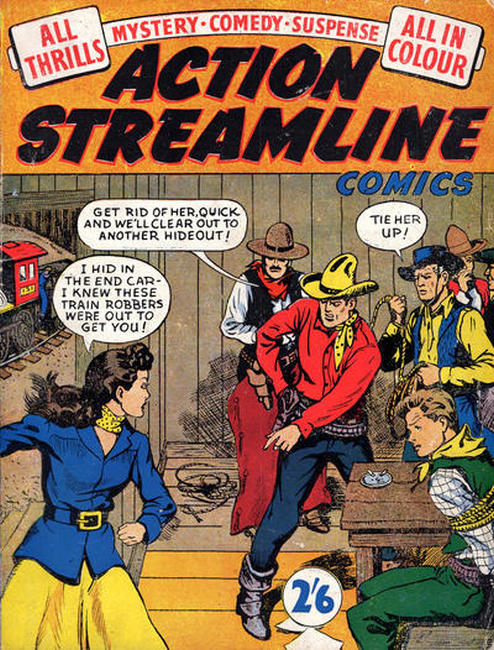 ALL
THRILLS
MYSTERY · COMEDY · SUSPENSE
ALL IN
COLOUR
ACTION
STREAMLINE
COMICS
GET RID OF HER, QUICK
AND WE'LL CLEAR OUT TO
ANOTHER HIDEOUT!
TIE HER
UP!
I HID IN
THE END CAR-
I KNEW THESE
TRAIN ROBBERS
WERE OUT TO
GET YOU!
2'6